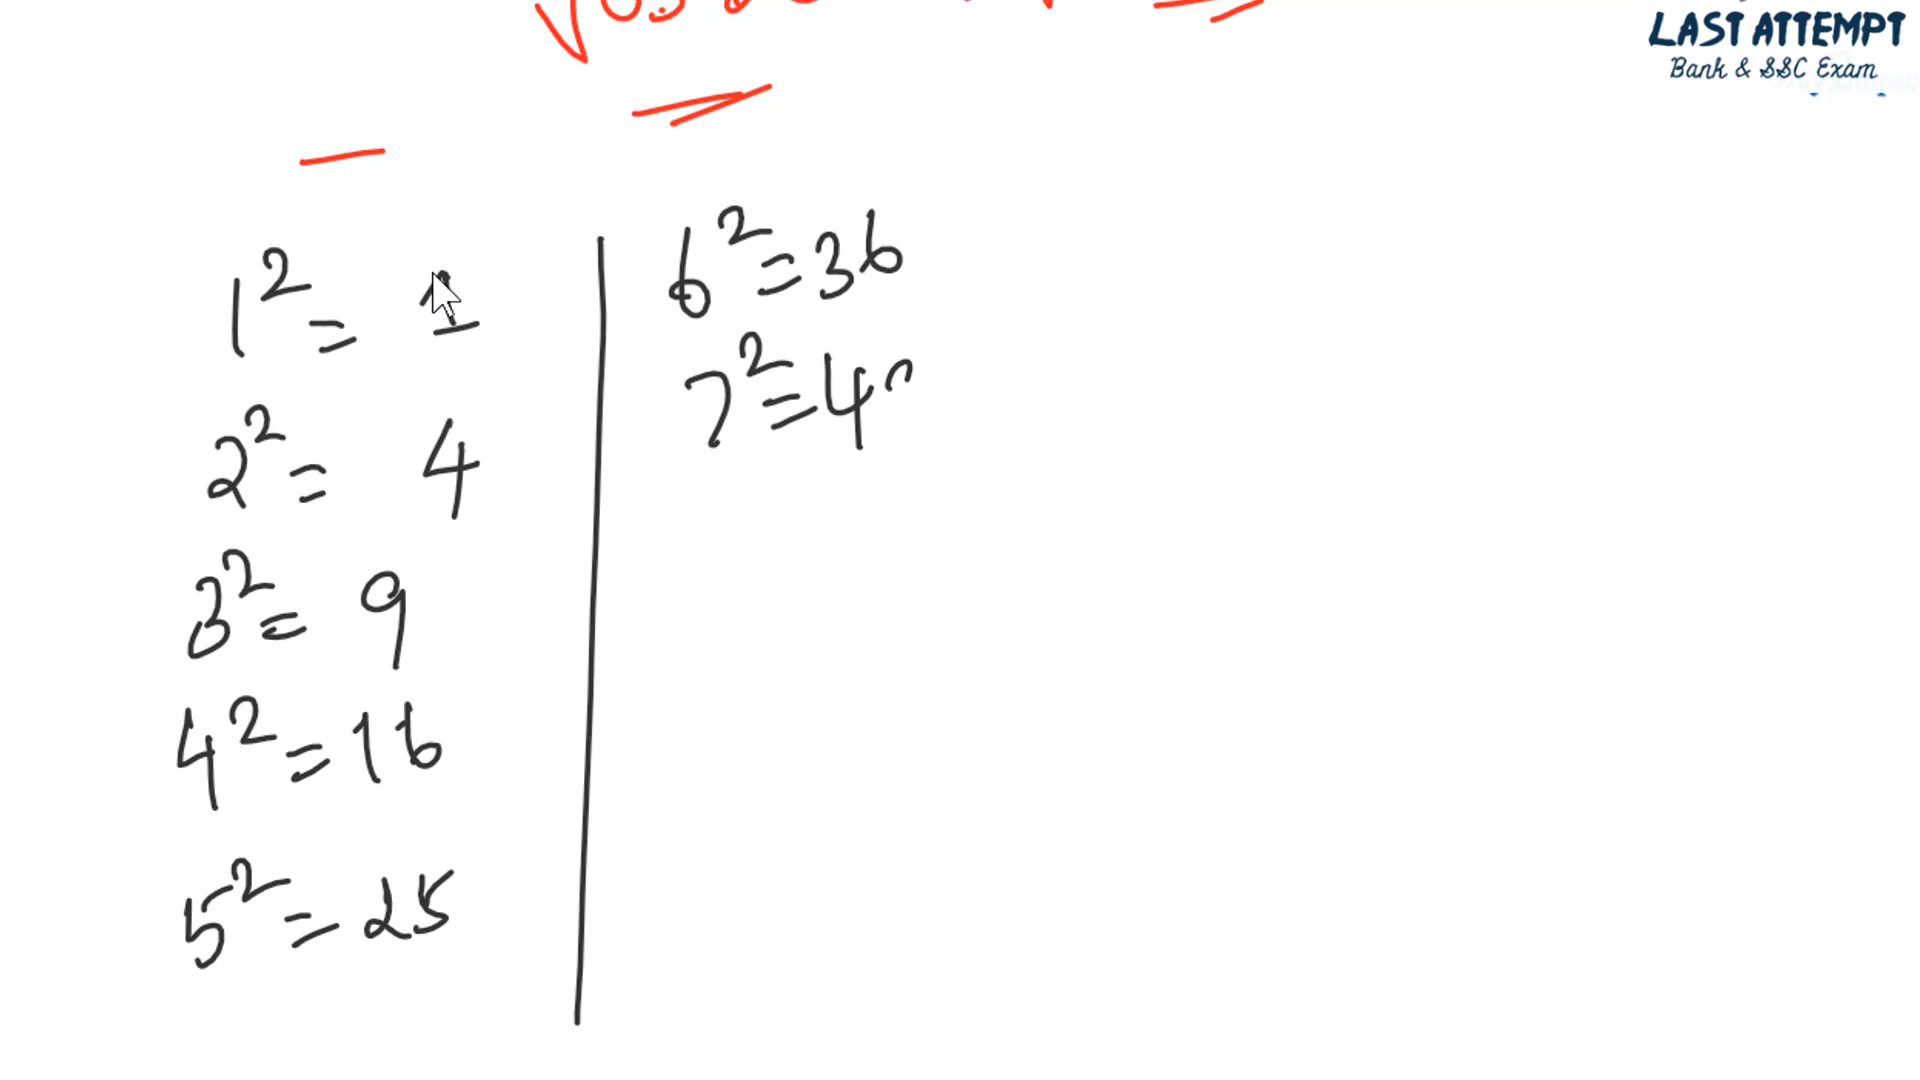 LAST ATTEMPT
Bank & SSC Exam
1² = 1
2² = 4
3² = 9
4² = 16
5² = 25
6² = 36
7² = 4